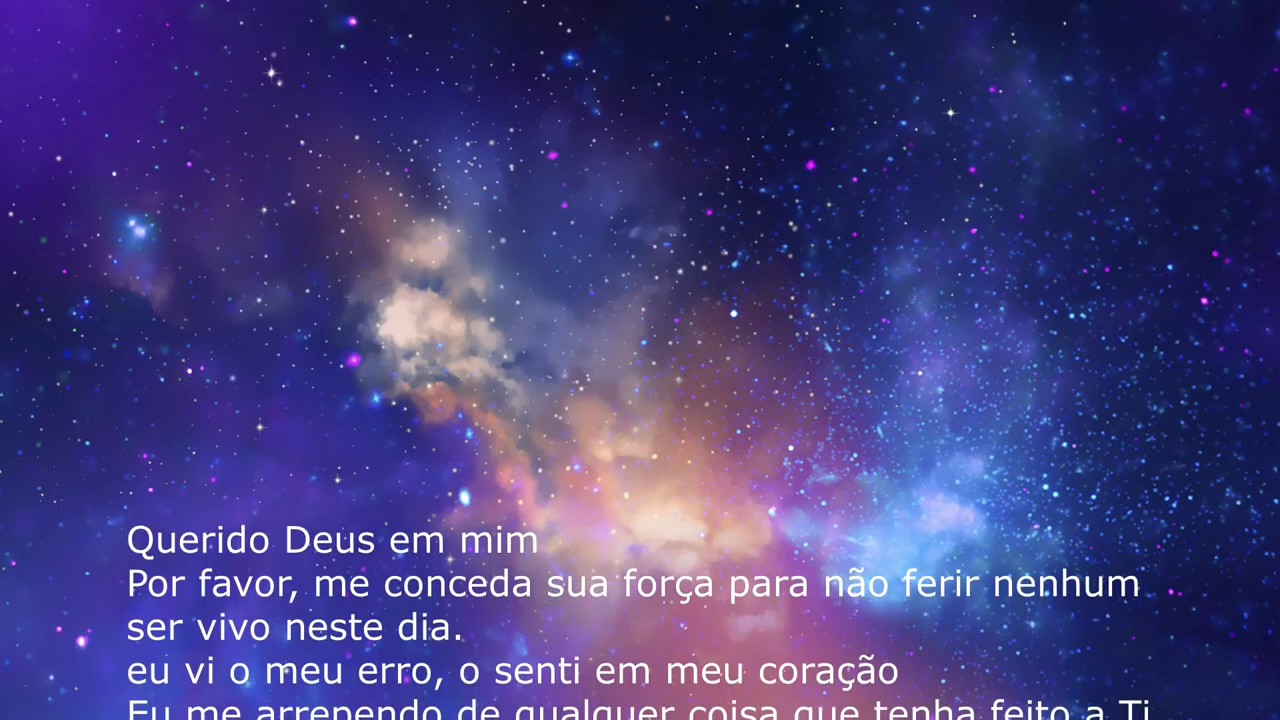 Querido Deus em mim
Por favor, me conceda sua força para não ferir nenhum
ser vivo neste dia.
eu vi o meu erro, o senti em meu coração
Eu me arrependo de qualquer coisa que tenha feito a Ti